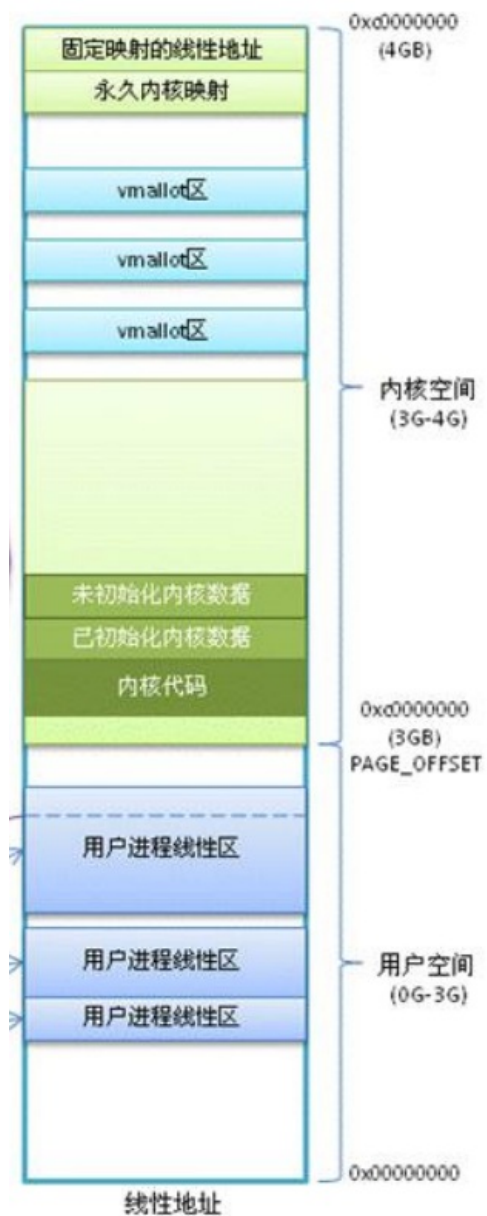 0xc0000000
(4GB)
固定映射的线性地址
永久内核映射
vmallot区
vmallot区
vmallot区
内核空间
(3G-4G)
未初始化内核数据
已初始化内核数据
内核代码
0xc0000000
(3GB)
PAGE_OFFSET
用户进程线性区
用户进程线性区
用户进程线性区
用户空间
(0G-3G)
0x00000000
线性地址